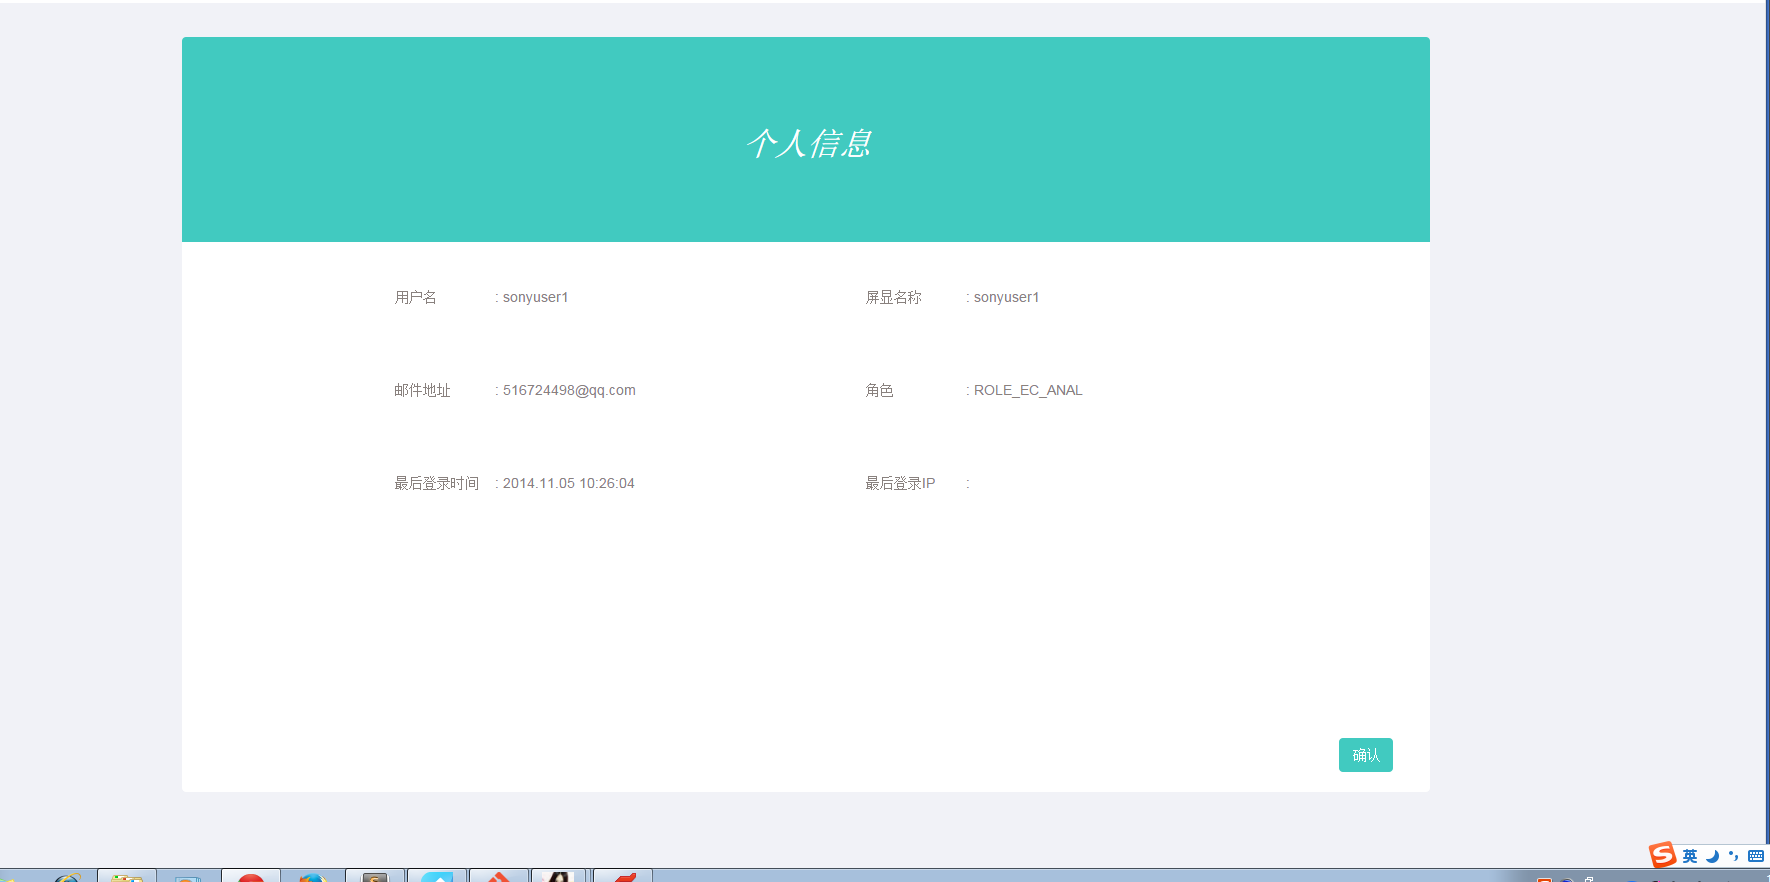 个人信息
用户名 : sonyuser1 屏显名称 : sonyuser1
邮件地址 : 516724498@qq.com 角色 : ROLE_EC_ANAL
最后登录时间 : 2014.11.05 10:26:04 最后登录IP :
确认
英